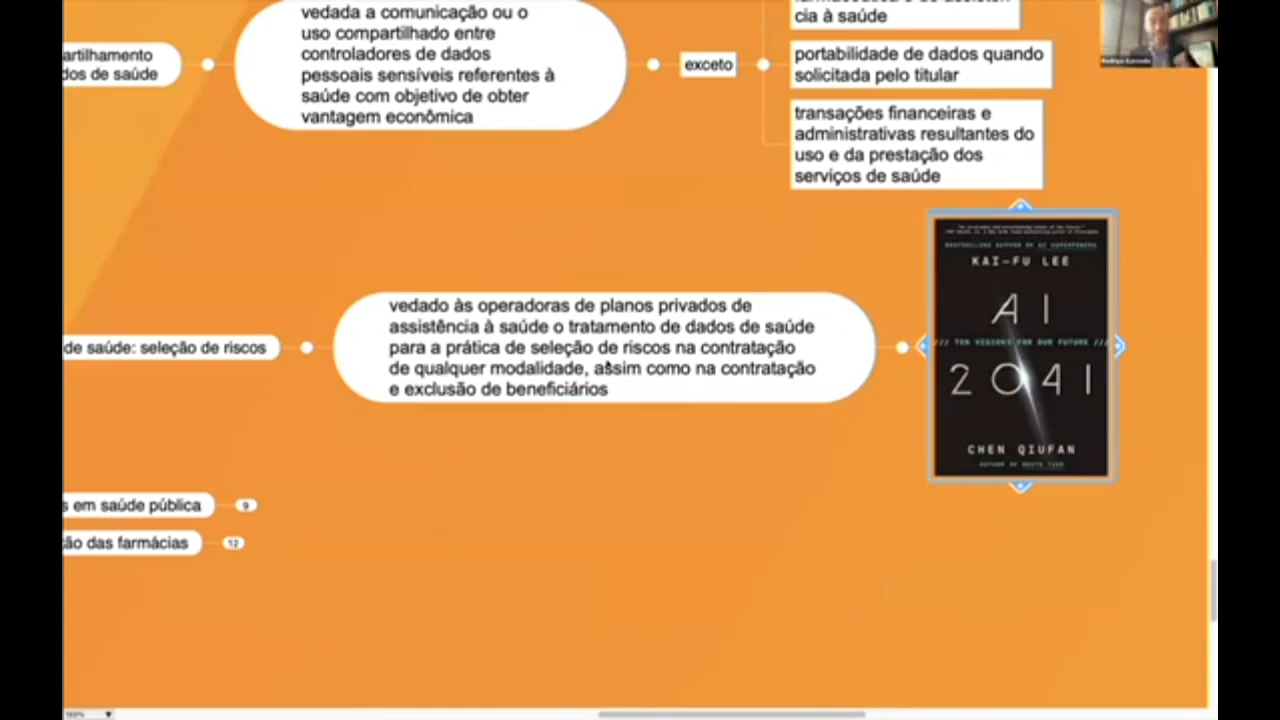 vedada a comunicação ou o
uso compartilhado entre
controladores de dados
pessoais sensíveis referentes à
saúde com objetivo de obter
vantagem econômica
artilhamento
dos de saúde
exceto
cia à saúde
portabilidade de dados quando
solicitada pelo titular
transações financeiras e
administrativas resultantes do
uso e da prestação dos
serviços de saúde
de saúde: seleção de riscos
vedado às operadoras de planos privados de
assistência à saúde o tratamento de dados de saúde
para a prática de seleção de riscos na contratação
de qualquer modalidade, assim como na contratação
e exclusão de beneficiários
KAI-FU LEE
AI
/// TEN VISIONS FOR OUR FUTURE ///
2041
CHEN QIUFAN
AUTHOR OF WASTE TIDE
s em saúde pública
9
ão das farmácias
12